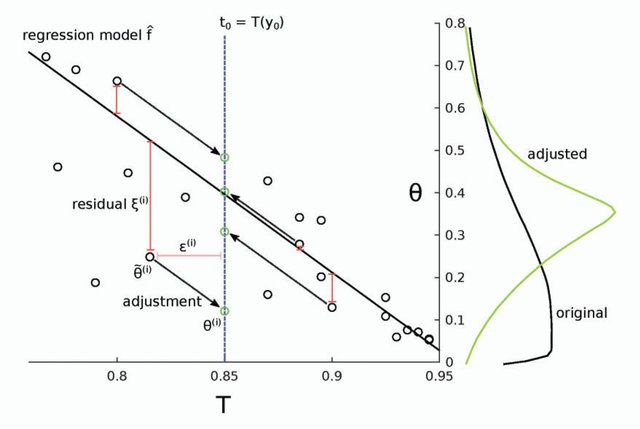 t₀ = T(y₀)
regression model f̂
0.8
0.7
0.6
0.5
0.4
0.3
0.2
0.1
0
θ
adjusted
original
residual ξ⁽ⁱ⁾
ε⁽ⁱ⁾
θ̃⁽ⁱ⁾
adjustment
θ⁽ⁱ⁾
0.8
0.85
0.9
0.95
T